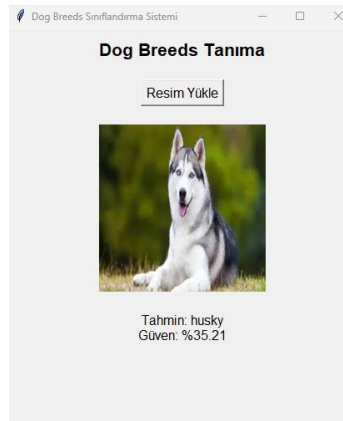 Dog Breeds Sınıflandırma Sistemi
Dog Breeds Tanıma
Resim Yükle
Tahmin: husky
Güven: %35.21